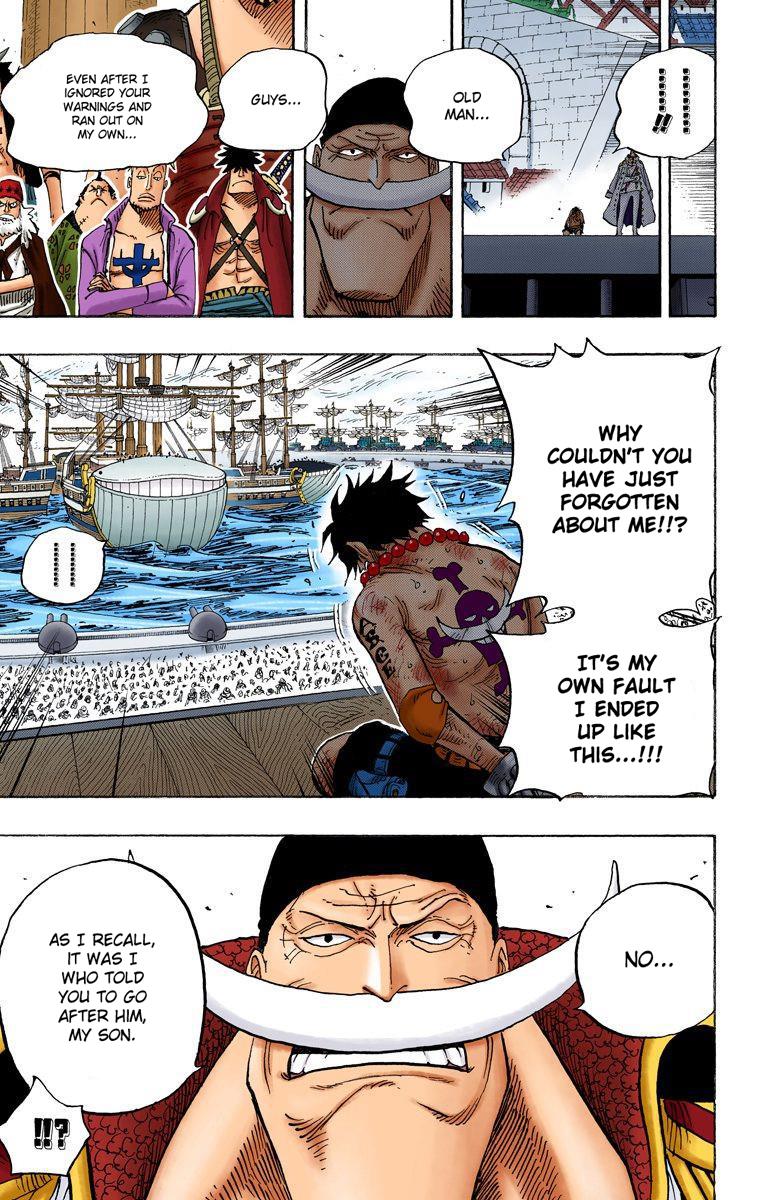 ......!!
OLD
MAN...
GUYS...
EVEN AFTER I
IGNORED YOUR
WARNINGS AND
RAN OUT ON
MY OWN...
WHY
COULDN'T YOU
HAVE JUST
FORGOTTEN
ABOUT ME!!?
IT'S MY
OWN FAULT
I ENDED
UP LIKE
THIS...!!!
ASCE
......
NO...
AS I RECALL,
IT WAS I
WHO TOLD
YOU TO GO
AFTER HIM,
MY SON.
!!?